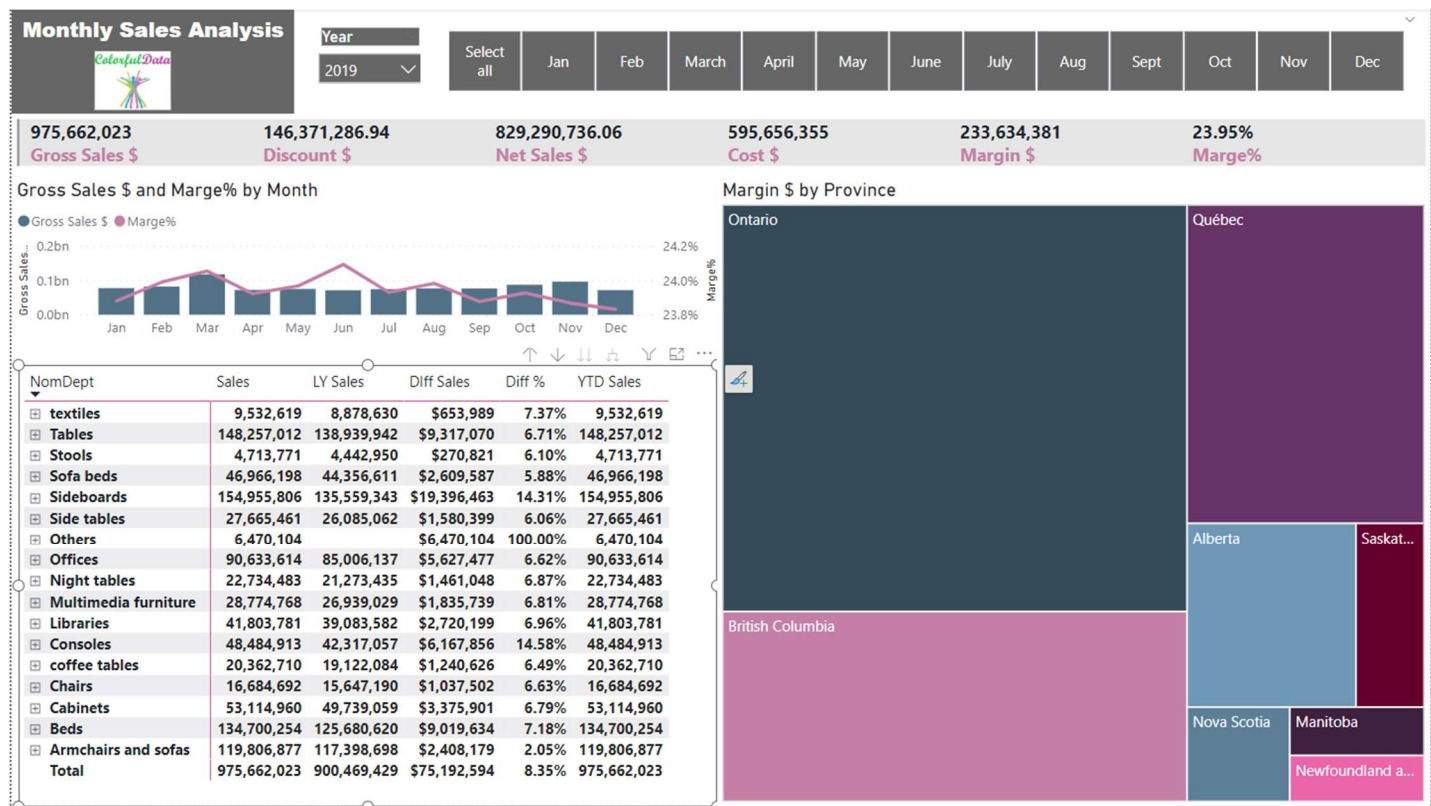 Monthly Sales Analysis
ColorfulData
Year
2019
Select all Jan Feb March April May June July Aug Sept Oct Nov Dec
975,662,023 146,371,286.94 829,290,736.06 595,656,355 233,634,381 23.95%
Gross Sales $ Discount $ Net Sales $ Cost $ Margin $ Marge%
Gross Sales $ and Marge% by Month
Gross Sales $ Marge%
Gross Sales...
0.2bn
0.1bn
0.0bn
24.2%
24.0%
23.8%
Marge%
Jan Feb Mar Apr May Jun Jul Aug Sep Oct Nov Dec
NomDept Sales LY Sales DIff Sales Diff % YTD Sales
textiles 9,532,619 8,878,630 $653,989 7.37% 9,532,619
Tables 148,257,012 138,939,942 $9,317,070 6.71% 148,257,012
Stools 4,713,771 4,442,950 $270,821 6.10% 4,713,771
Sofa beds 46,966,198 44,356,611 $2,609,587 5.88% 46,966,198
Sideboards 154,955,806 135,559,343 $19,396,463 14.31% 154,955,806
Side tables 27,665,461 26,085,062 $1,580,399 6.06% 27,665,461
Others 6,470,104 $6,470,104 100.00% 6,470,104
Offices 90,633,614 85,006,137 $5,627,477 6.62% 90,633,614
Night tables 22,734,483 21,273,435 $1,461,048 6.87% 22,734,483
Multimedia furniture 28,774,768 26,939,029 $1,835,739 6.81% 28,774,768
Libraries 41,803,781 39,083,582 $2,720,199 6.96% 41,803,781
Consoles 48,484,913 42,317,057 $6,167,856 14.58% 48,484,913
coffee tables 20,362,710 19,122,084 $1,240,626 6.49% 20,362,710
Chairs 16,684,692 15,647,190 $1,037,502 6.63% 16,684,692
Cabinets 53,114,960 49,739,059 $3,375,901 6.79% 53,114,960
Beds 134,700,254 125,680,620 $9,019,634 7.18% 134,700,254
Armchairs and sofas 119,806,877 117,398,698 $2,408,179 2.05% 119,806,877
Total 975,662,023 900,469,429 $75,192,594 8.35% 975,662,023
Margin $ by Province
Ontario
Québec
British Columbia
Alberta
Saskat...
Nova Scotia
Manitoba
Newfoundland a...